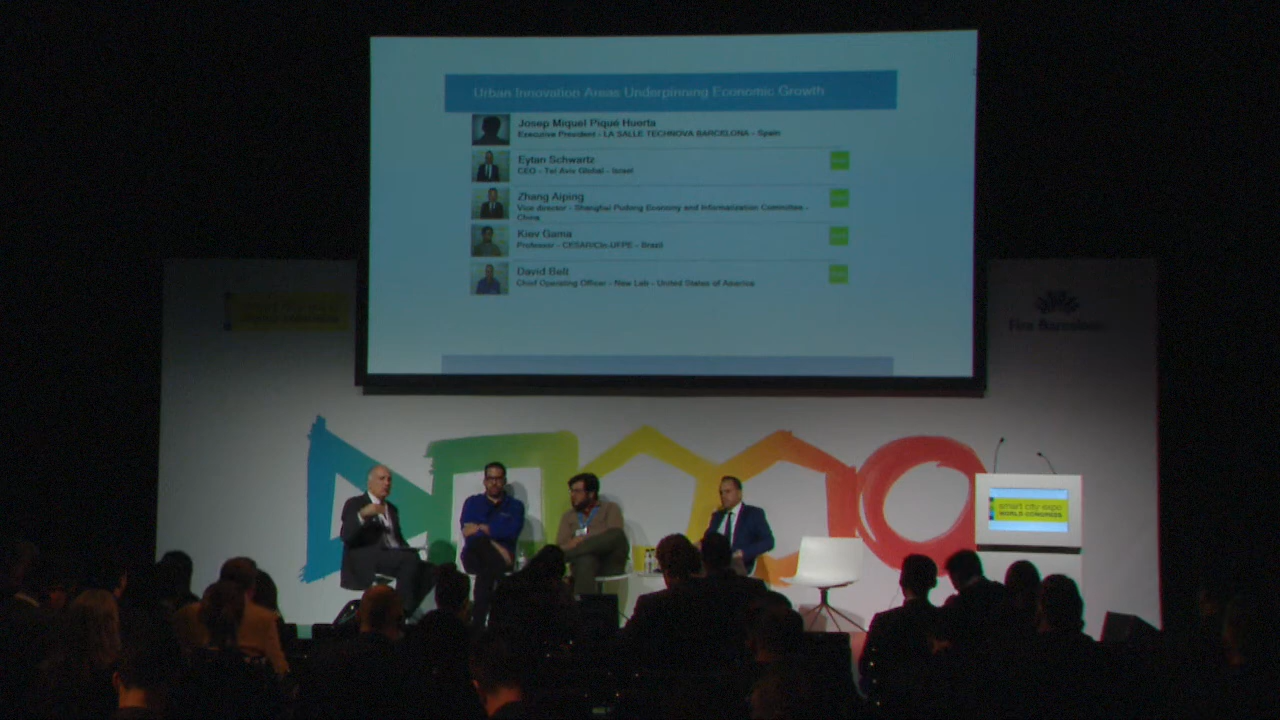 Urban Innovation Areas Underpinning Economic Growth
Josep Miquel Piqué Huerta
Executive President - LA SALLE TECHNOVA BARCELONA - Spain
Eytan Schwartz
CEO - Tel Aviv Global - Israel
Zhang Aiping
Vice director - Shanghai Pudong Economy and Informatization Committee -
China
Kiev Gama
Professor - CESAR/CIn-UFPE - Brazil
David Belt
Chief Operating Officer - New Lab - United States of America
Fira Barcelona
smart city expo
WORLD CONGRESS